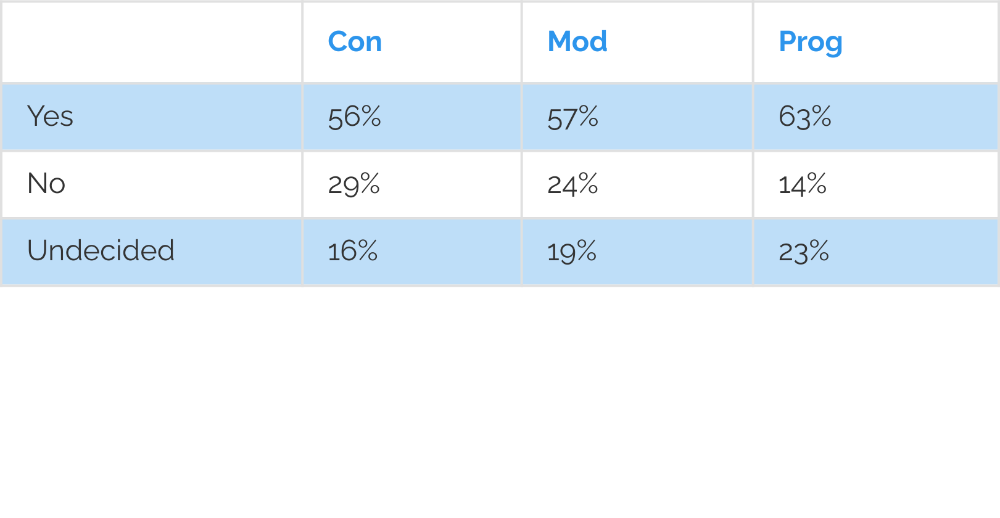 Con Mod Prog
Yes 56% 57% 63%
No 29% 24% 14%
Undecided 16% 19% 23%